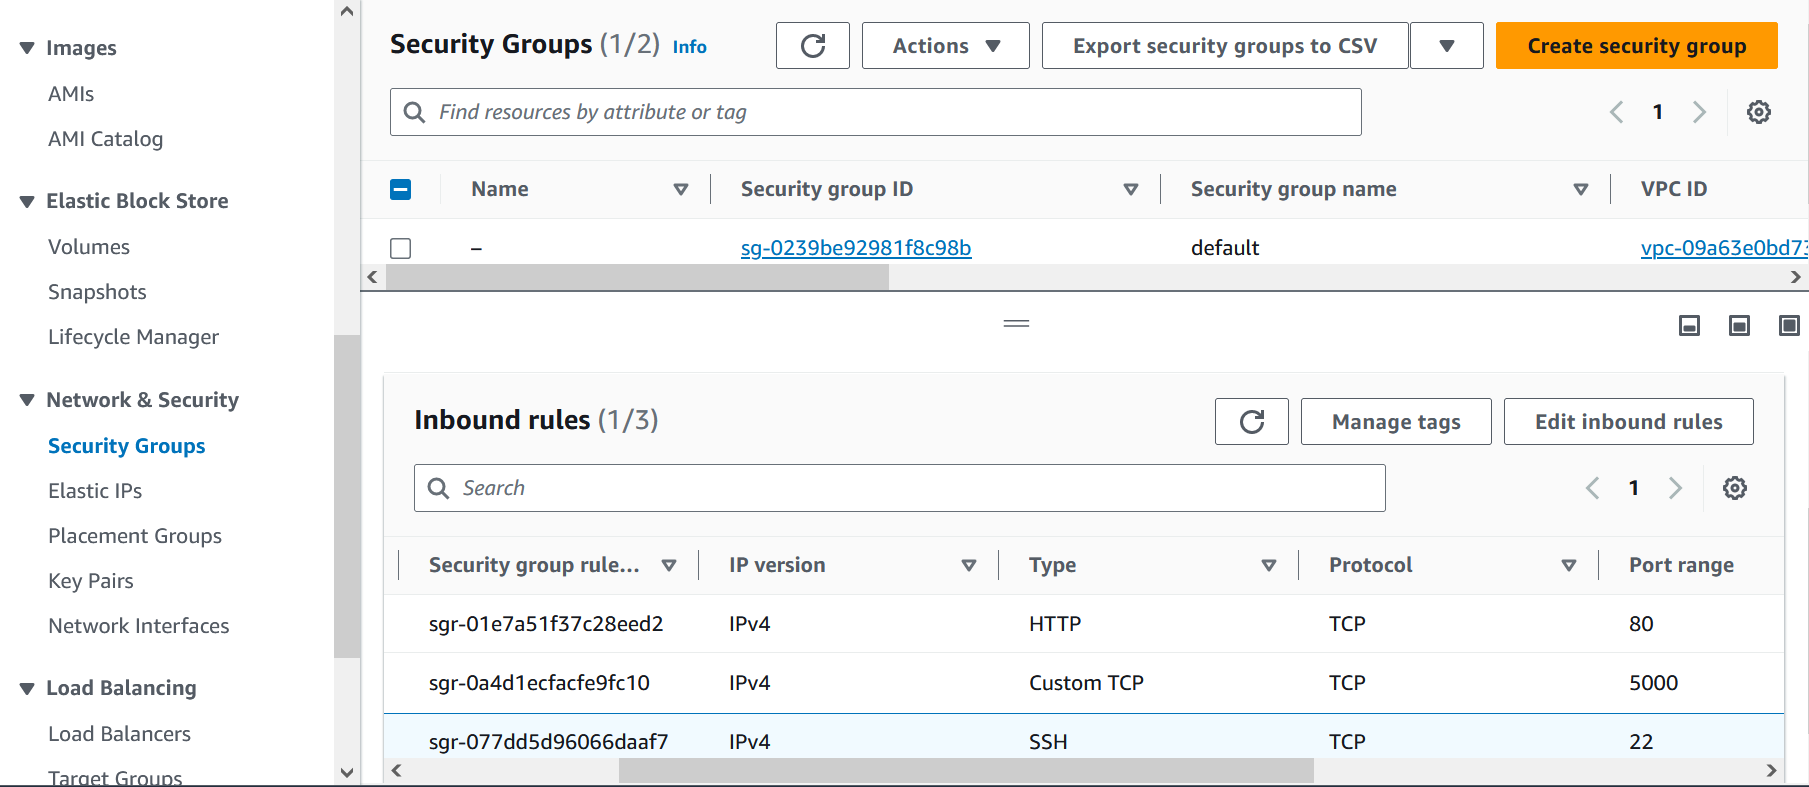 Images
AMIs
AMI Catalog
Elastic Block Store
Volumes
Snapshots
Lifecycle Manager
Network & Security
Security Groups
Elastic IPs
Placement Groups
Key Pairs
Network Interfaces
Load Balancing
Load Balancers
Target Groups
Security Groups (1/2) Info
Actions
Export security groups to CSV
Create security group
Find resources by attribute or tag
1
Name Security group ID Security group name VPC ID
– sg-0239be92981f8c98b default vpc-09a63e0bd73
Inbound rules (1/3)
Manage tags
Edit inbound rules
Search
1
Security group rule... IP version Type Protocol Port range
sgr-01e7a51f37c28eed2 IPv4 HTTP TCP 80
sgr-0a4d1ecfacfe9fc10 IPv4 Custom TCP TCP 5000
sgr-077dd5d96066daaf7 IPv4 SSH TCP 22